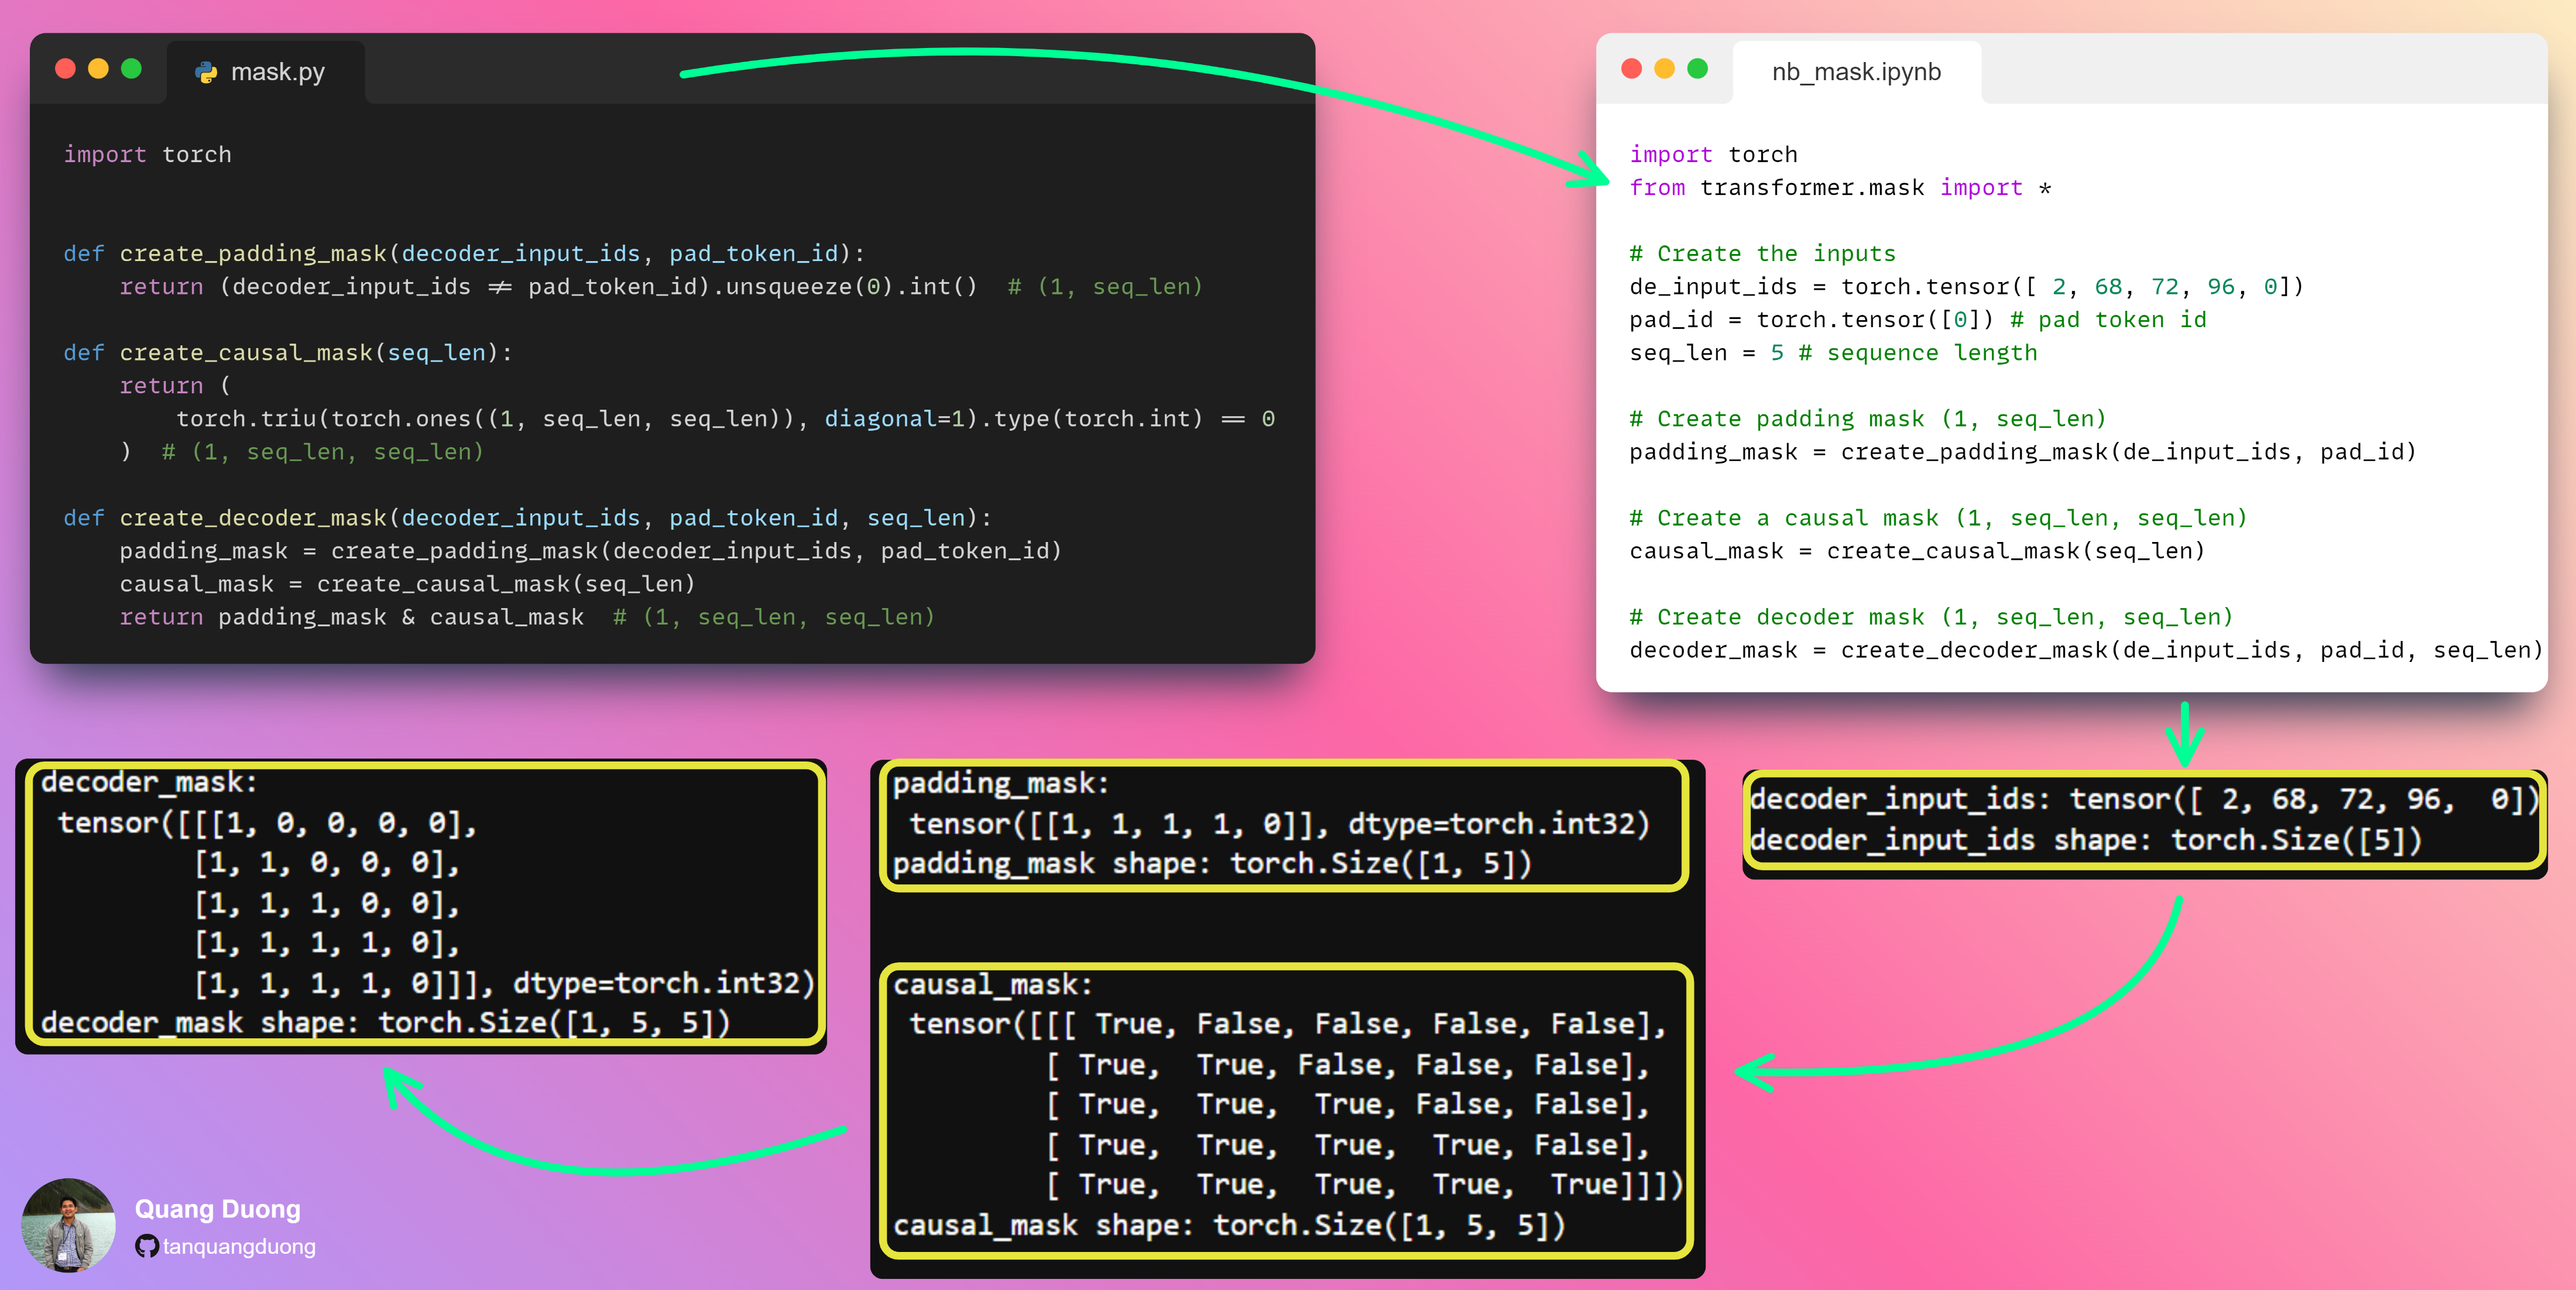 mask.py
import torch
def create_padding_mask(decoder_input_ids, pad_token_id):
    return (decoder_input_ids != pad_token_id).unsqueeze(0).int()  # (1, seq_len)
def create_causal_mask(seq_len):
    return (
        torch.triu(torch.ones((1, seq_len, seq_len)), diagonal=1).type(torch.int) == 0
    )  # (1, seq_len, seq_len)
def create_decoder_mask(decoder_input_ids, pad_token_id, seq_len):
    padding_mask = create_padding_mask(decoder_input_ids, pad_token_id)
    causal_mask = create_causal_mask(seq_len)
    return padding_mask & causal_mask  # (1, seq_len, seq_len)
nb_mask.ipynb
import torch
from transformer.mask import *
# Create the inputs
de_input_ids = torch.tensor([ 2, 68, 72, 96, 0])
pad_id = torch.tensor([0]) # pad token id
seq_len = 5 # sequence length
# Create padding mask (1, seq_len)
padding_mask = create_padding_mask(de_input_ids, pad_id)
# Create a causal mask (1, seq_len, seq_len)
causal_mask = create_causal_mask(seq_len)
# Create decoder mask (1, seq_len, seq_len)
decoder_mask = create_decoder_mask(de_input_ids, pad_id, seq_len)
decoder_input_ids: tensor([ 2, 68, 72, 96,  0])
decoder_input_ids shape: torch.Size([5])
padding_mask:
 tensor([[1, 1, 1, 1, 0]], dtype=torch.int32)
padding_mask shape: torch.Size([1, 5])
causal_mask:
 tensor([[[ True, False, False, False, False],
         [ True,  True, False, False, False],
         [ True,  True,  True, False, False],
         [ True,  True,  True,  True, False],
         [ True,  True,  True,  True,  True]]])
causal_mask shape: torch.Size([1, 5, 5])
decoder_mask:
 tensor([[[1, 0, 0, 0, 0],
         [1, 1, 0, 0, 0],
         [1, 1, 1, 0, 0],
         [1, 1, 1, 1, 0],
         [1, 1, 1, 1, 0]]], dtype=torch.int32)
decoder_mask shape: torch.Size([1, 5, 5])
Quang Duong
tanquangduong